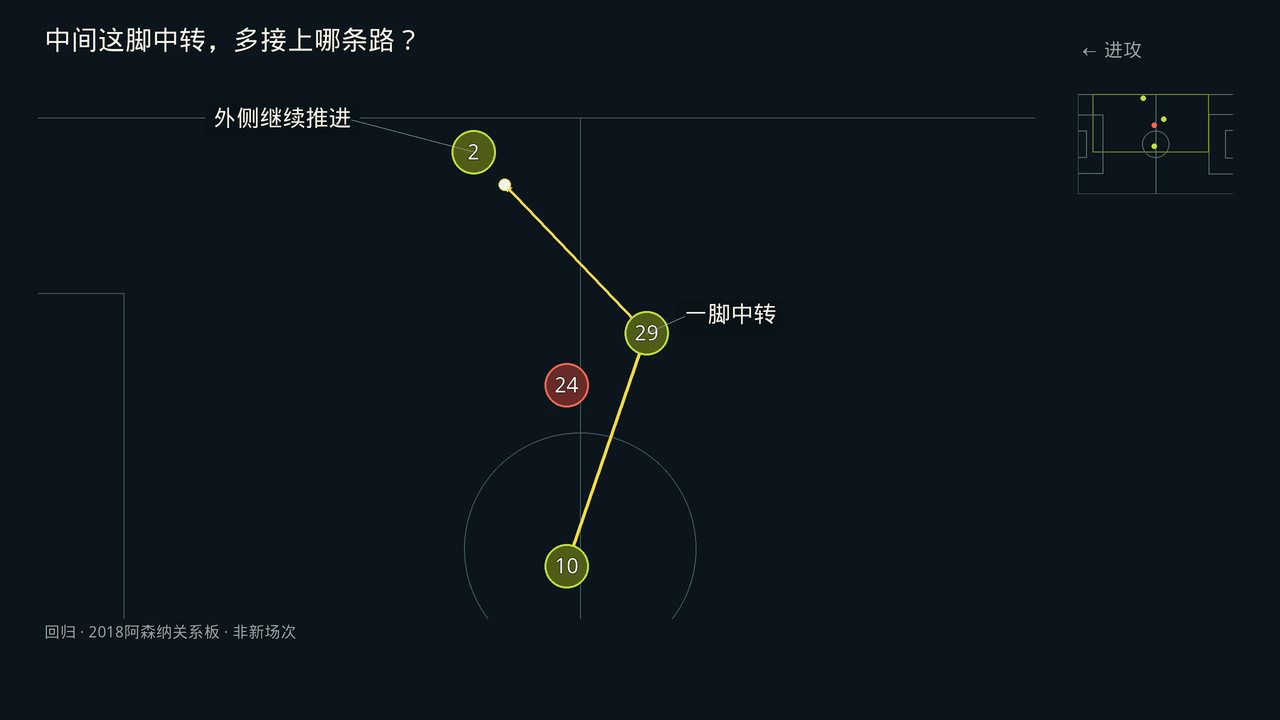 中间这脚中转，多接上哪条路？
← 进攻
外侧继续推进
2
一脚中转
29
24
10
回归 · 2018阿森纳关系板 · 非新场次